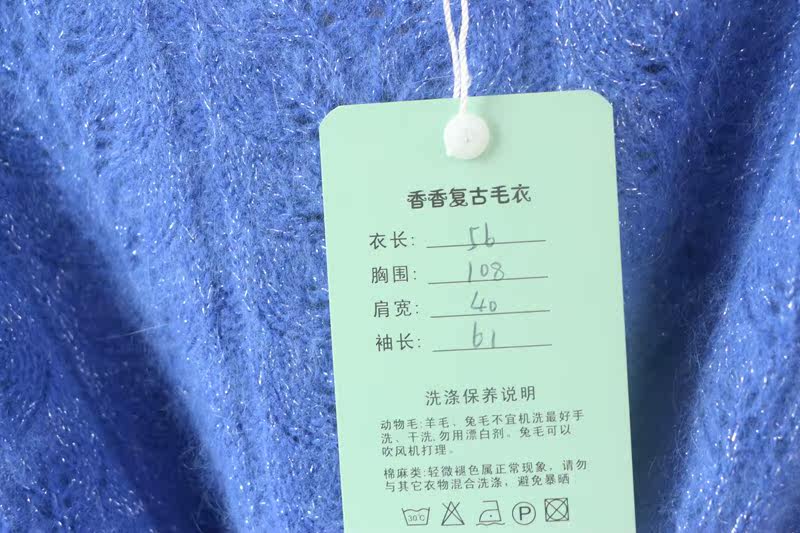 香香复古毛衣
衣长: 56
胸围: 108
肩宽: 40
袖长: 61
洗涤保养说明
动物毛:羊毛、兔毛不宜机洗最好手
洗、干洗,勿用漂白剂。兔毛可以
吹风机打理。
棉麻类:轻微褪色属正常现象,请勿
与其它衣物混合洗涤,避免暴晒
30℃ P